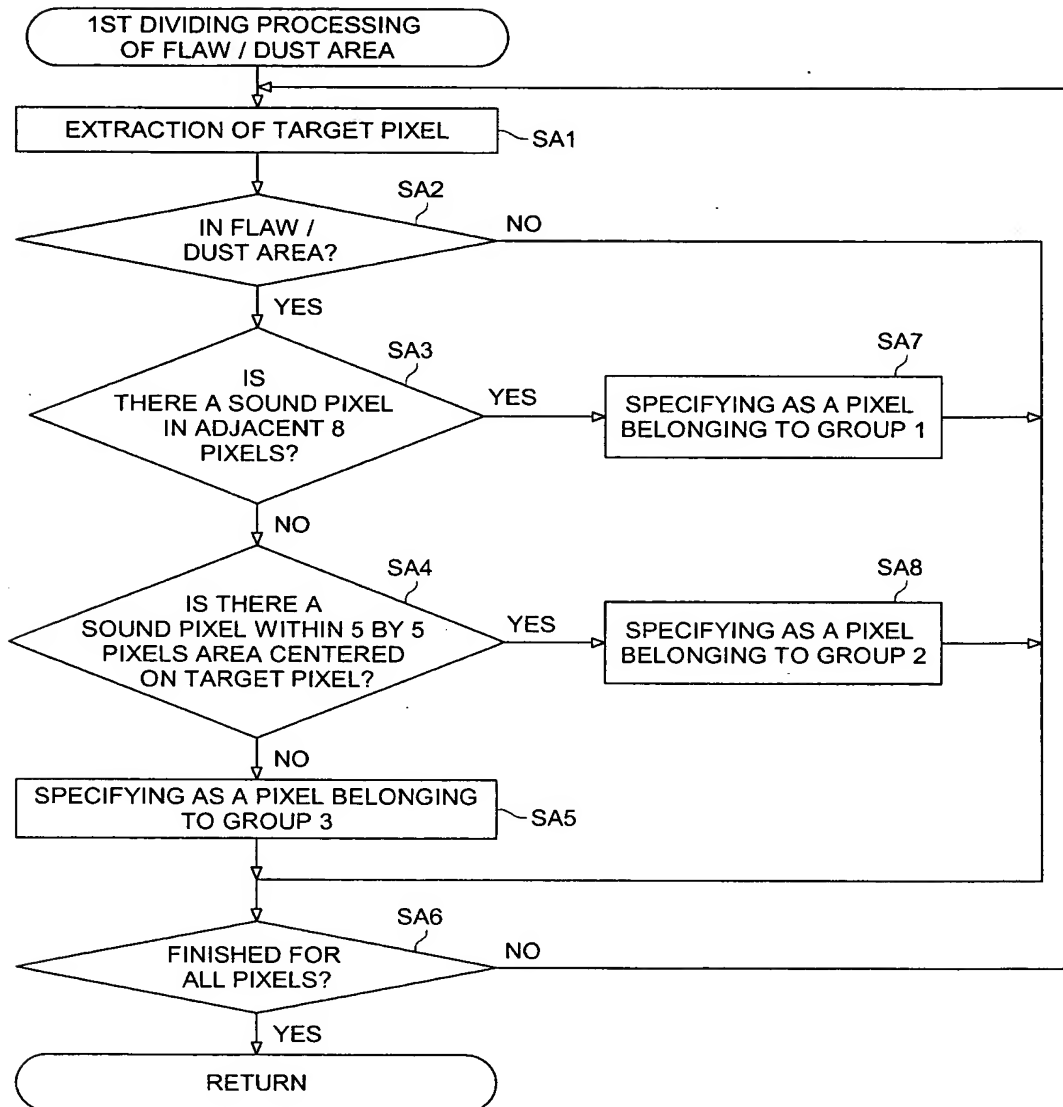 1ST DIVIDING PROCESSING
OF FLAW / DUST AREA
EXTRACTION OF TARGET PIXEL
SA1
SA2
IN FLAW /
DUST AREA?
NO
YES
SA3
IS
THERE A SOUND PIXEL
IN ADJACENT 8
PIXELS?
YES
SA7
SPECIFYING AS A PIXEL
BELONGING TO GROUP 1
NO
SA4
IS THERE A
SOUND PIXEL WITHIN 5 BY 5
PIXELS AREA CENTERED
ON TARGET PIXEL?
YES
SA8
SPECIFYING AS A PIXEL
BELONGING TO GROUP 2
NO
SPECIFYING AS A PIXEL BELONGING
TO GROUP 3
SA5
SA6
FINISHED FOR
ALL PIXELS?
NO
YES
RETURN